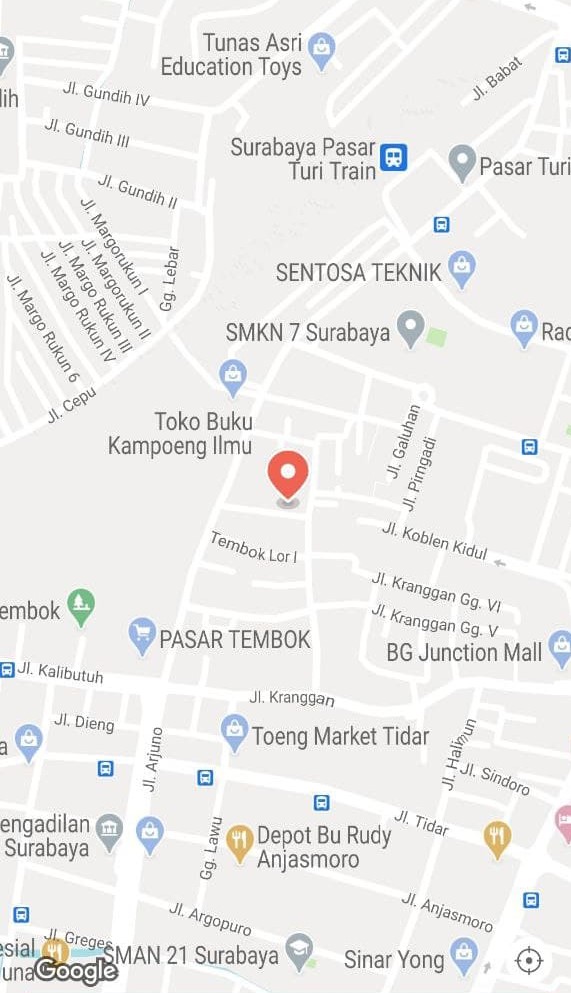 Tunas Asri
Education Toys
Jl. Babat
Jl. Gundih IV
dih
Jl. Gundih III
Surabaya Pasar
Turi Train
Pasar Turi
Jl. Gundih II
Jl. Margorukun I
Jl. Margorukun II
Jl. Margo Rukun III
Jl. Margo Rukun IV
Jl. Margo Rukun 6
Gg. Lebar
SENTOSA TEKNIK
SMKN 7 Surabaya
Rad
Jl. Cepu
Toko Buku
Kampoeng Ilmu
Jl. Galuhan
Jl. Pirngadi
Jl. Koblen Kidul
Tembok Lor I
Jl. Kranggan Gg. VI
Jl. Kranggan Gg. V
embok
PASAR TEMBOK
BG Junction Mall
Jl. Kalibutuh
Jl. Kranggan
Jl. Dieng
Jl. Arjuno
Toeng Market Tidar
a
Jl. Halimun
Jl. Sindoro
Jl. Tidar
engadilan
Surabaya
Gg. Lawu
Depot Bu Rudy
Anjasmoro
Jl. Anjasmoro
Jl. Argopuro
Jl. Greges
SMAN 21 Surabaya
Sinar Yong
esial
una
Google